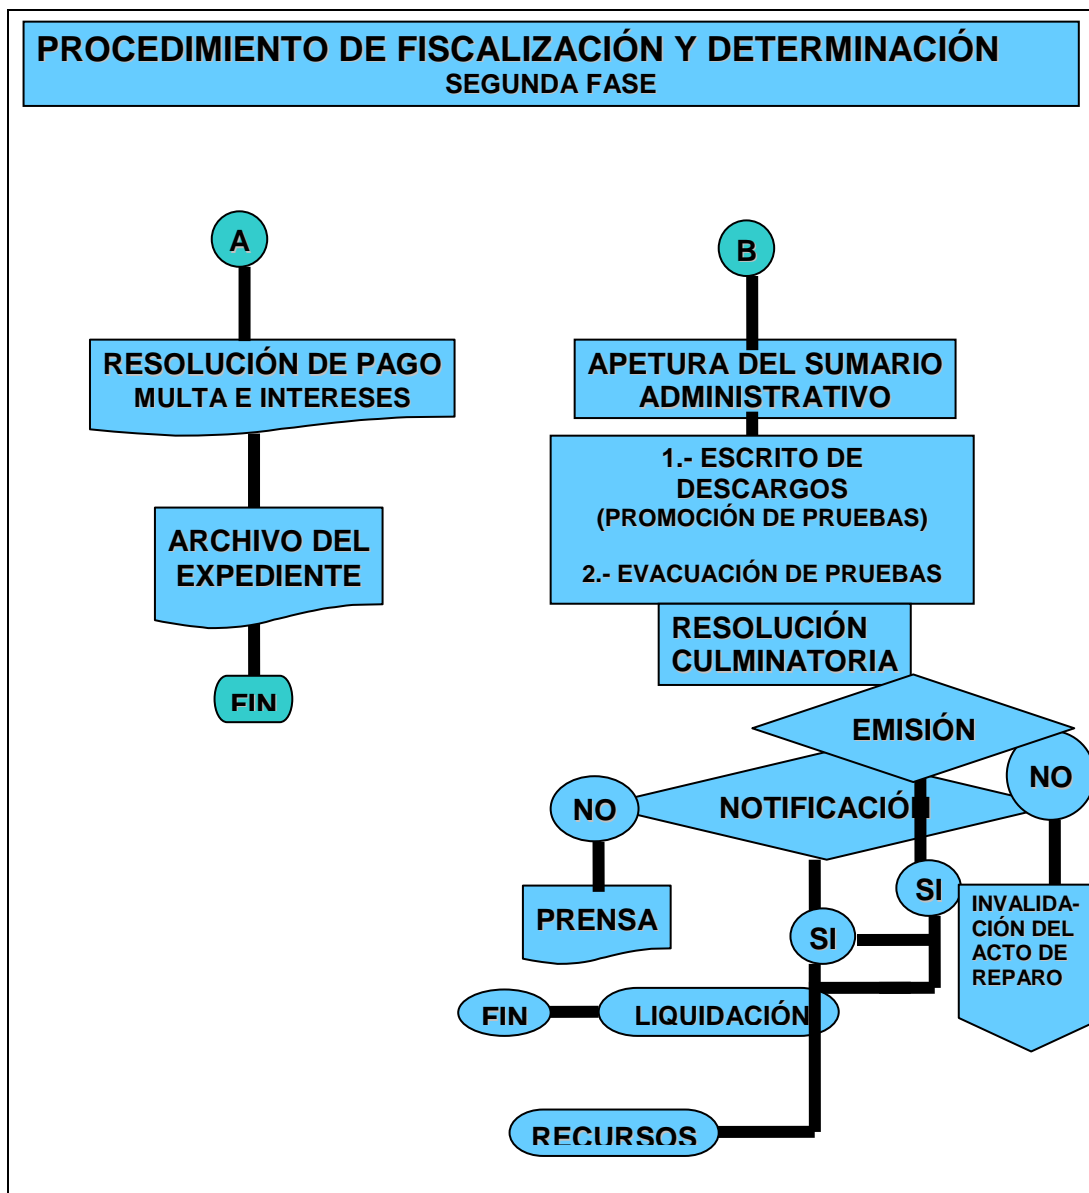 PROCEDIMIENTO DE FISCALIZACIÓN Y DETERMINACIÓN
SEGUNDA FASE
A
RESOLUCIÓN DE PAGO
MULTA E INTERESES
ARCHIVO DEL
EXPEDIENTE
FIN
B
APETURA DEL SUMARIO
ADMINISTRATIVO
1.- ESCRITO DE
DESCARGOS
(PROMOCIÓN DE PRUEBAS)
2.- EVACUACIÓN DE PRUEBAS
RESOLUCIÓN
CULMINATORIA
EMISIÓN
NO
NOTIFICACIÓN
NO
SI
PRENSA
SI
INVALIDA-
CIÓN DEL
ACTO DE
REPARO
FIN
LIQUIDACIÓN
RECURSOS